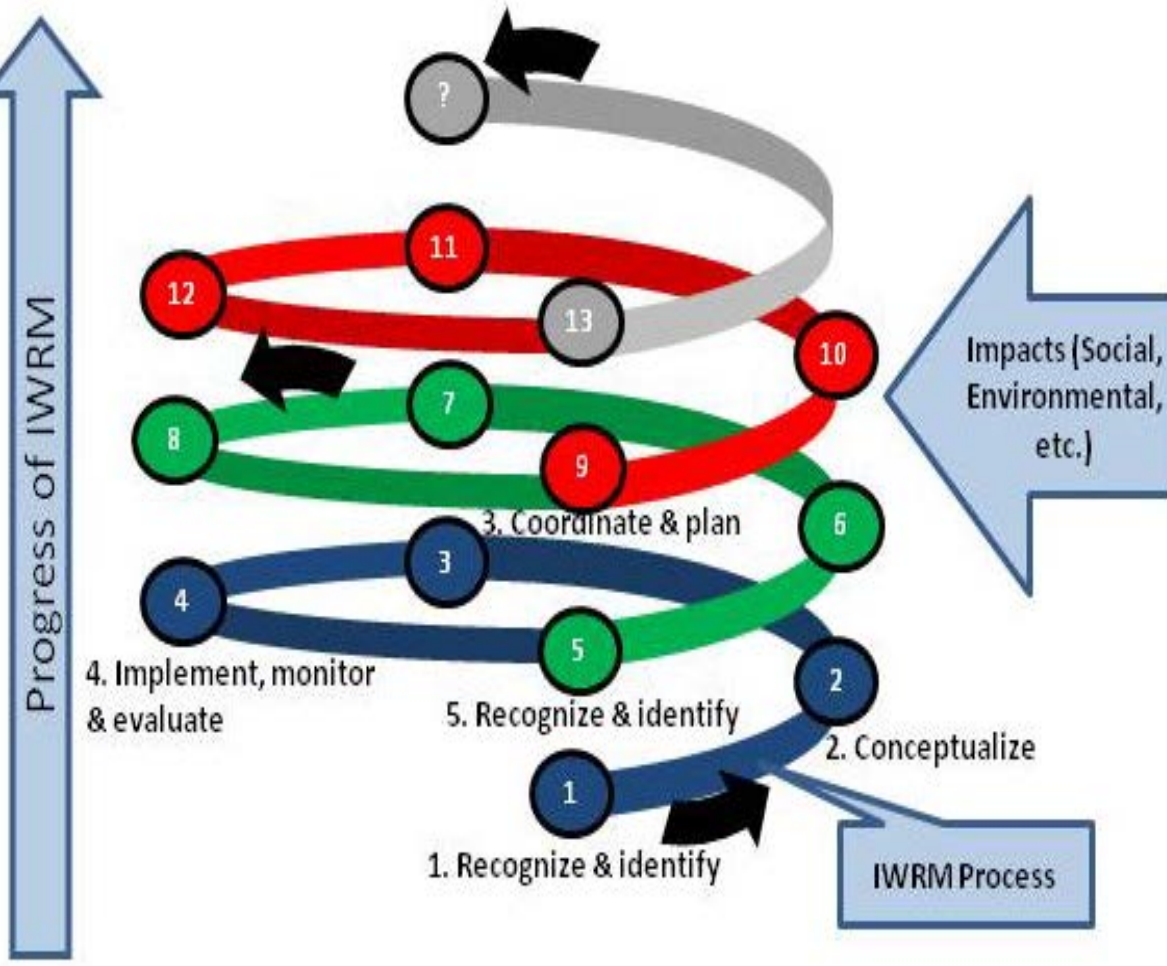 ?
11
12
13
10
Impacts (Social,
Environmental,
etc.)
Progress of IWRM
7
8
9
6
3. Coordinate & plan
3
4
5
2
4. Implement, monitor
& evaluate
5. Recognize & identify
2. Conceptualize
1
1. Recognize & identify
IWRM Process